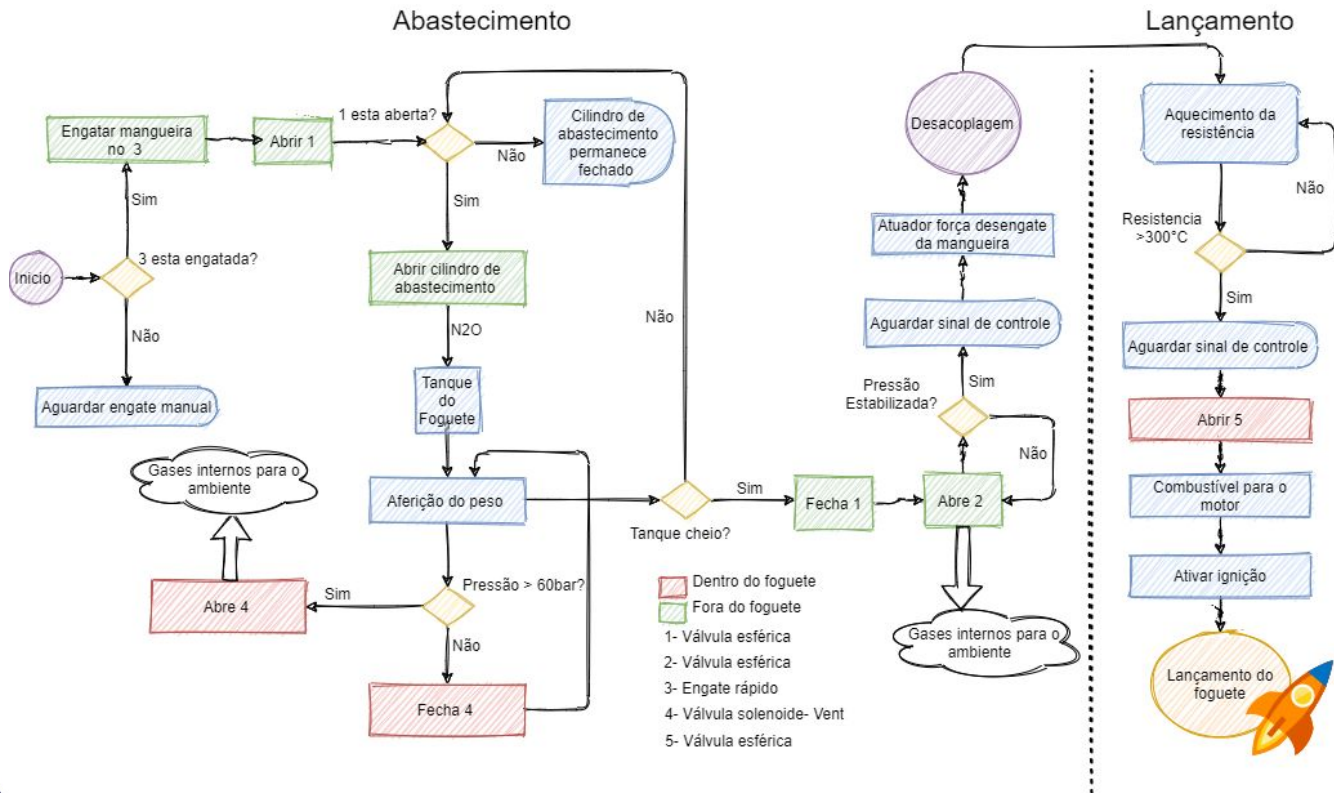 Abastecimento
Lançamento
Engatar mangueira
no 3
Abrir 1
1 esta aberta?
Não
Cilindro de
abastecimento
permanece
fechado
Sim
Sim
Inicio
3 esta engatada?
Não
Aguardar engate manual
Abrir cilindro de
abastecimento
N2O
Tanque
do
Foguete
Aferição do peso
Não
Tanque cheio?
Sim
Pressão > 60bar?
Sim
Abre 4
Gases internos para o
ambiente
Não
Fecha 4
Fecha 1
Abre 2
Gases internos para o
ambiente
Pressão
Estabilizada?
Não
Sim
Aguardar sinal de controle
Atuador força desengate
da mangueira
Desacoplagem
Dentro do foguete
Fora do foguete
1- Válvula esférica
2- Válvula esférica
3- Engate rápido
4- Válvula solenoide- Vent
5- Válvula esférica
Aquecimento da
resistência
Não
Resistencia
>300°C
Sim
Aguardar sinal de controle
Abrir 5
Combustível para o
motor
Ativar ignição
Lançamento do
foguete